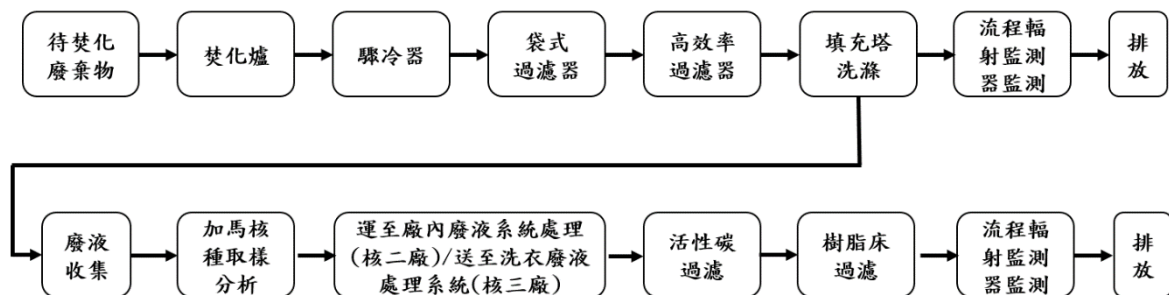 待焚化
廢棄物
焚化爐
驟冷器
袋式
過濾器
高效率
過濾器
填充塔
洗滌
流程輻
射監測
器監測
排
放
廢液
收集
加馬核
種取樣
分析
運至廠內廢液系統處理
(核二廠)/送至洗衣廢液
處理系統(核三廠)
活性碳
過濾
樹脂床
過濾
流程輻
射監測
器監測
排
放